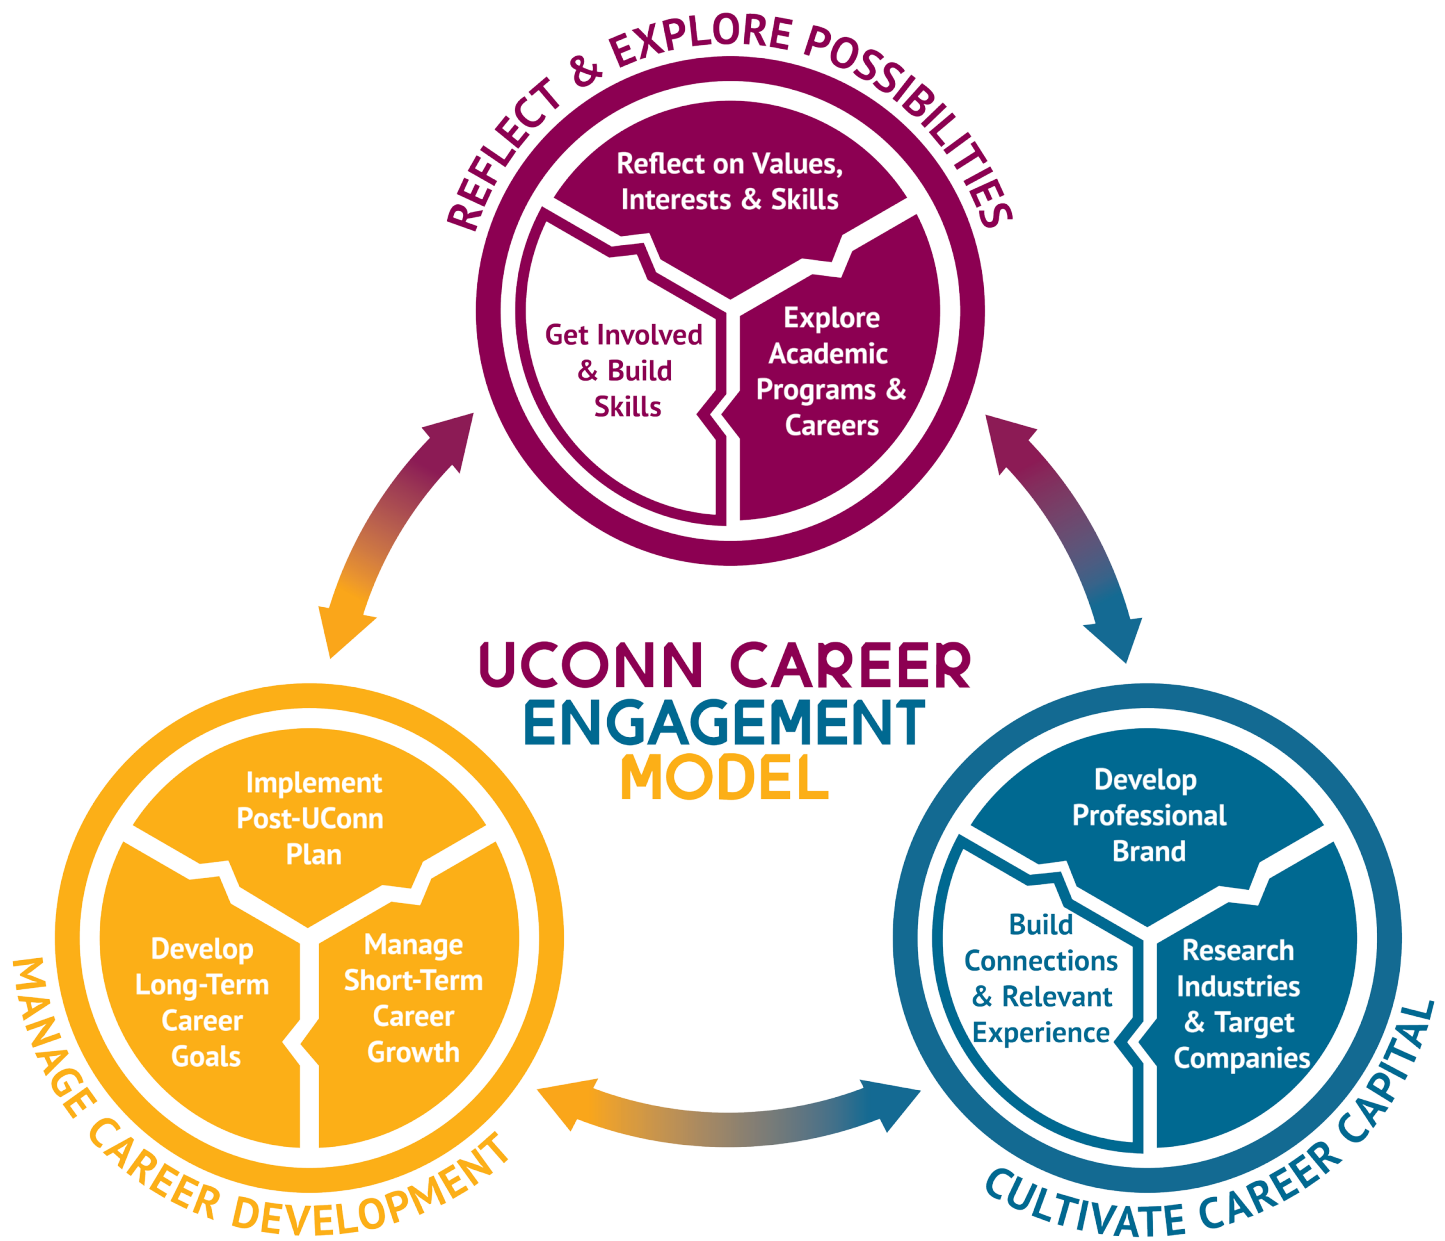 REFLECT & EXPLORE POSSIBILITIES
Reflect on Values,
Interests & Skills
Get Involved
& Build
Skills
Explore
Academic
Programs &
Careers
UCONN CAREER
ENGAGEMENT
MODEL
Implement
Post-UConn
Plan
Develop
Long-Term
Career
Goals
Manage
Short-Term
Career
Growth
MANAGE CAREER DEVELOPMENT
Develop
Professional
Brand
Build
Connections
& Relevant
Experience
Research
Industries
& Target
Companies
CULTIVATE CAREER CAPITAL